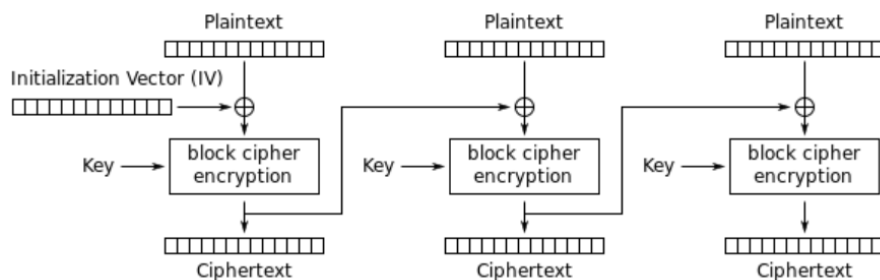 Plaintext Plaintext Plaintext
Initialization Vector (IV)
Key block cipher encryption
Key block cipher encryption
Key block cipher encryption
Ciphertext Ciphertext Ciphertext